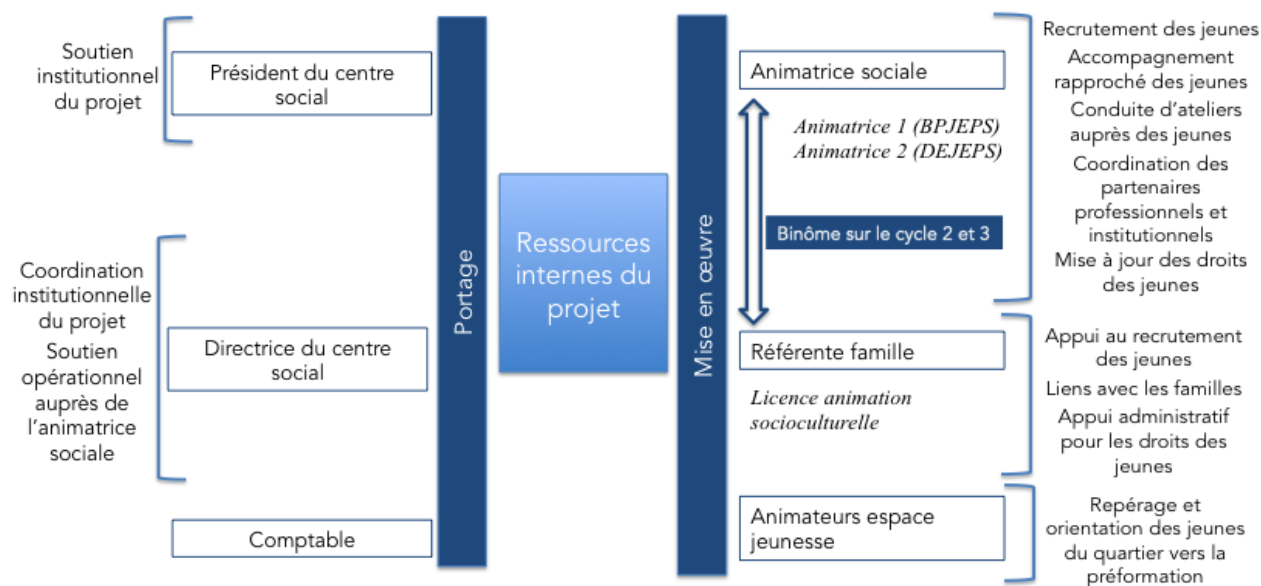 Soutien
institutionnel
du projet
Président du centre
social
Coordination
institutionnelle
du projet
Soutien
opérationnel
auprès de
l'animatrice
sociale
Directrice du centre
social
Comptable
Portage
Ressources
internes du
projet
Mise en œuvre
Animatrice sociale
Animatrice 1 (BPJEPS)
Animatrice 2 (DEJEPS)
Binôme sur le cycle 2 et 3
Référente famille
Licence animation
socioculturelle
Animateurs espace
jeunesse
Recrutement des jeunes
Accompagnement
rapproché des jeunes
Conduite d'ateliers
auprès des jeunes
Coordination des
partenaires
professionnels et
institutionnels
Mise à jour des droits
des jeunes
Appui au recrutement
des jeunes
Liens avec les familles
Appui administratif
pour les droits des
jeunes
Repérage et
orientation des jeunes
du quartier vers la
préformation